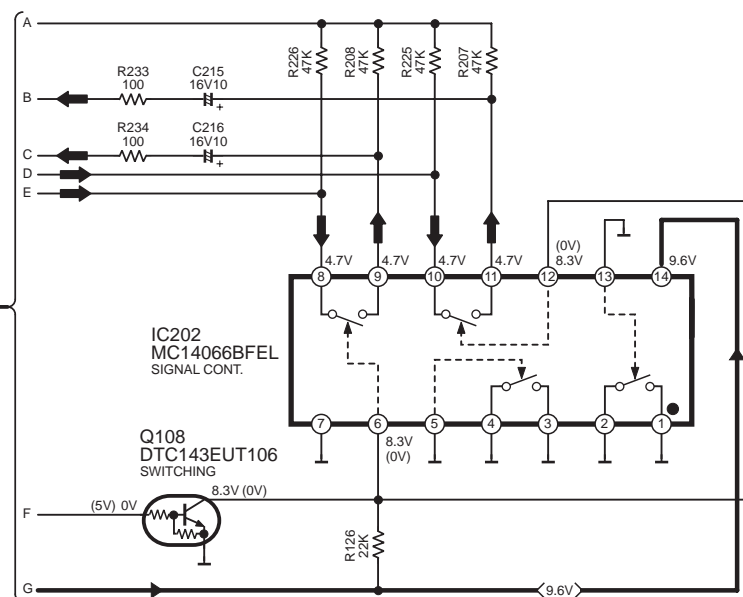 A
R226
47K
R208
47K
R225
47K
R207
47K
R233
100
C215
16V10
+
B
R234
100
C216
16V10
+
C
D
E
(0V)
4.7V
4.7V
4.7V
4.7V
8.3V
9.6V
8
9
10
11
12
13
14
IC202
MC14066BFEL
SIGNAL CONT.
7
6
5
4
3
2
1
8.3V
(0V)
Q108
DTC143EUT106
SWITCHING
8.3V (0V)
F
(5V) 0V
R126
22K
G
9.6V